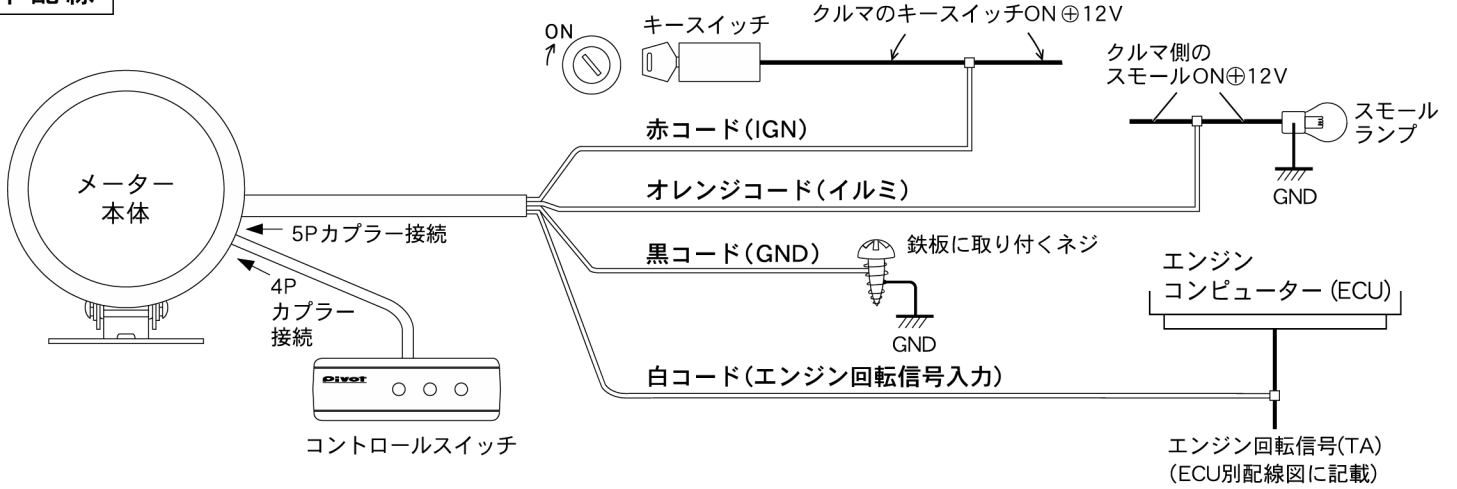 配線
ON
キースイッチ
クルマのキースイッチON⊕12V
クルマ側の
スモールON⊕12V
スモール
ランプ
GND
赤コード(IGN)
オレンジコード(イルミ)
メーター
本体
5Pカプラー接続
4P
カプラー
接続
黒コード(GND)
鉄板に取り付くネジ
GND
エンジン
コンピューター(ECU)
白コード(エンジン回転信号入力)
Pivot
コントロールスイッチ
エンジン回転信号(TA)
(ECU別配線図に記載)